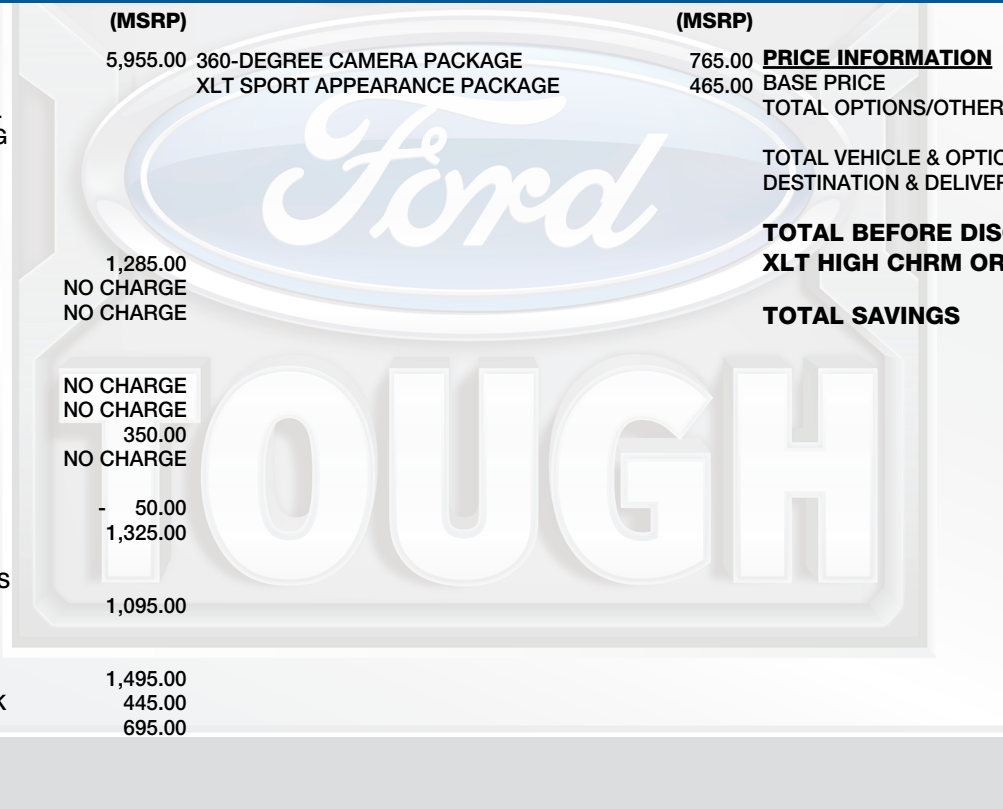 (MSRP) (MSRP)
5,955.00 360-DEGREE CAMERA PACKAGE 765.00 PRICE INFORMATION
XLT SPORT APPEARANCE PACKAGE 465.00 BASE PRICE
TOTAL OPTIONS/OTHER
G
TOTAL VEHICLE & OPTIO
DESTINATION & DELIVER
TOTAL BEFORE DIS
1,285.00 XLT HIGH CHRM OR
NO CHARGE
NO CHARGE
TOTAL SAVINGS
NO CHARGE
NO CHARGE
350.00
NO CHARGE
- 50.00
1,325.00
S
1,095.00
1,495.00
K 445.00
695.00
Ford
TOUGH